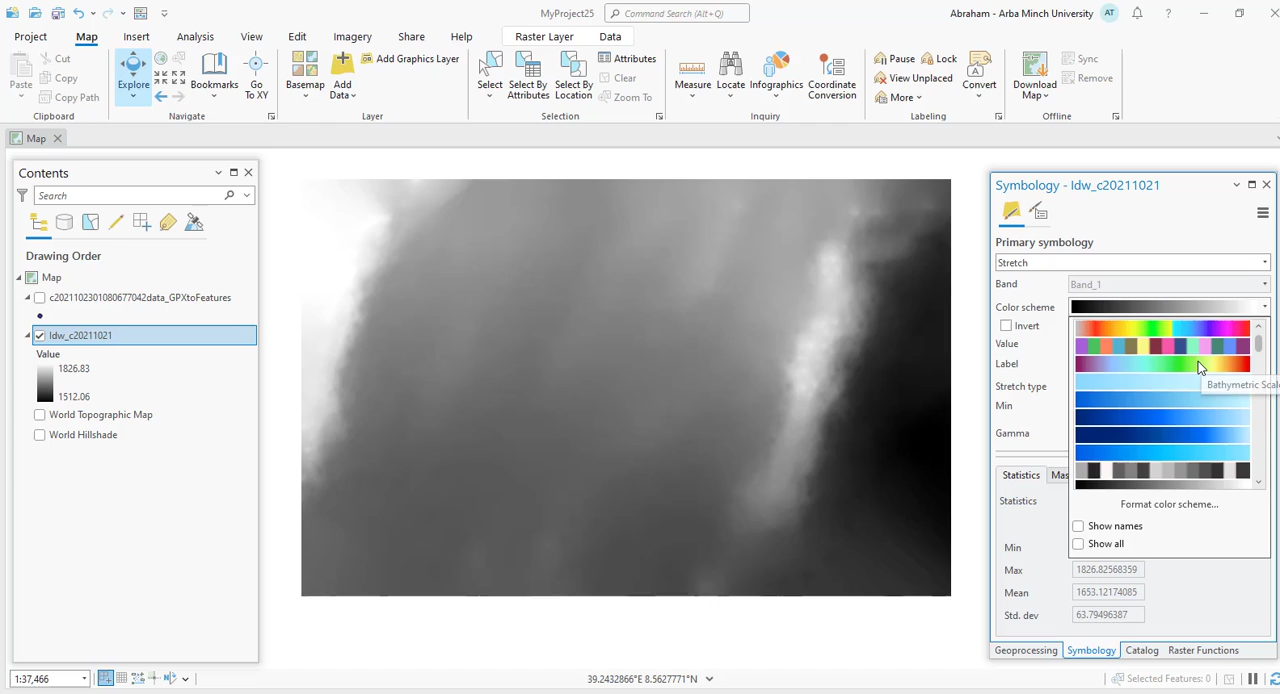 MyProject25
Command Search (Alt+Q)
Abraham - Arba Minch University
AT
?
Project
Map
Insert
Analysis
View
Edit
Imagery
Share
Help
Raster Layer
Data
Paste
Cut
Copy
Copy Path
Clipboard
Explore
Bookmarks
Go
To XY
Navigate
Basemap
Add
Data
Add Graphics Layer
Layer
Select
Select By
Attributes
Select By
Location
Attributes
Clear
Zoom To
Selection
Measure
Locate
Infographics
Coordinate
Conversion
Inquiry
Pause
Lock
View Unplaced
More
Convert
Labeling
Download
Map
Sync
Remove
Offline
Map
Contents
Search
Drawing Order
Map
c2021102301080677042data_GPXtoFeatures
Idw_c20211021
Value
1826.83
1512.06
World Topographic Map
World Hillshade
Symbology - Idw_c20211021
Primary symbology
Stretch
Band
Band_1
Color scheme
Invert
Value
Label
Bathymetric Scale
Stretch type
Min
Gamma
Statistics
Mas
Statistics
Format color scheme...
Show names
Show all
Min
Max
1826.82568359
Mean
1653.12174085
Std. dev
63.79496387
Geoprocessing
Symbology
Catalog
Raster Functions
1:37,466
39.2432866°E 8.5627771°N
Selected Features: 0